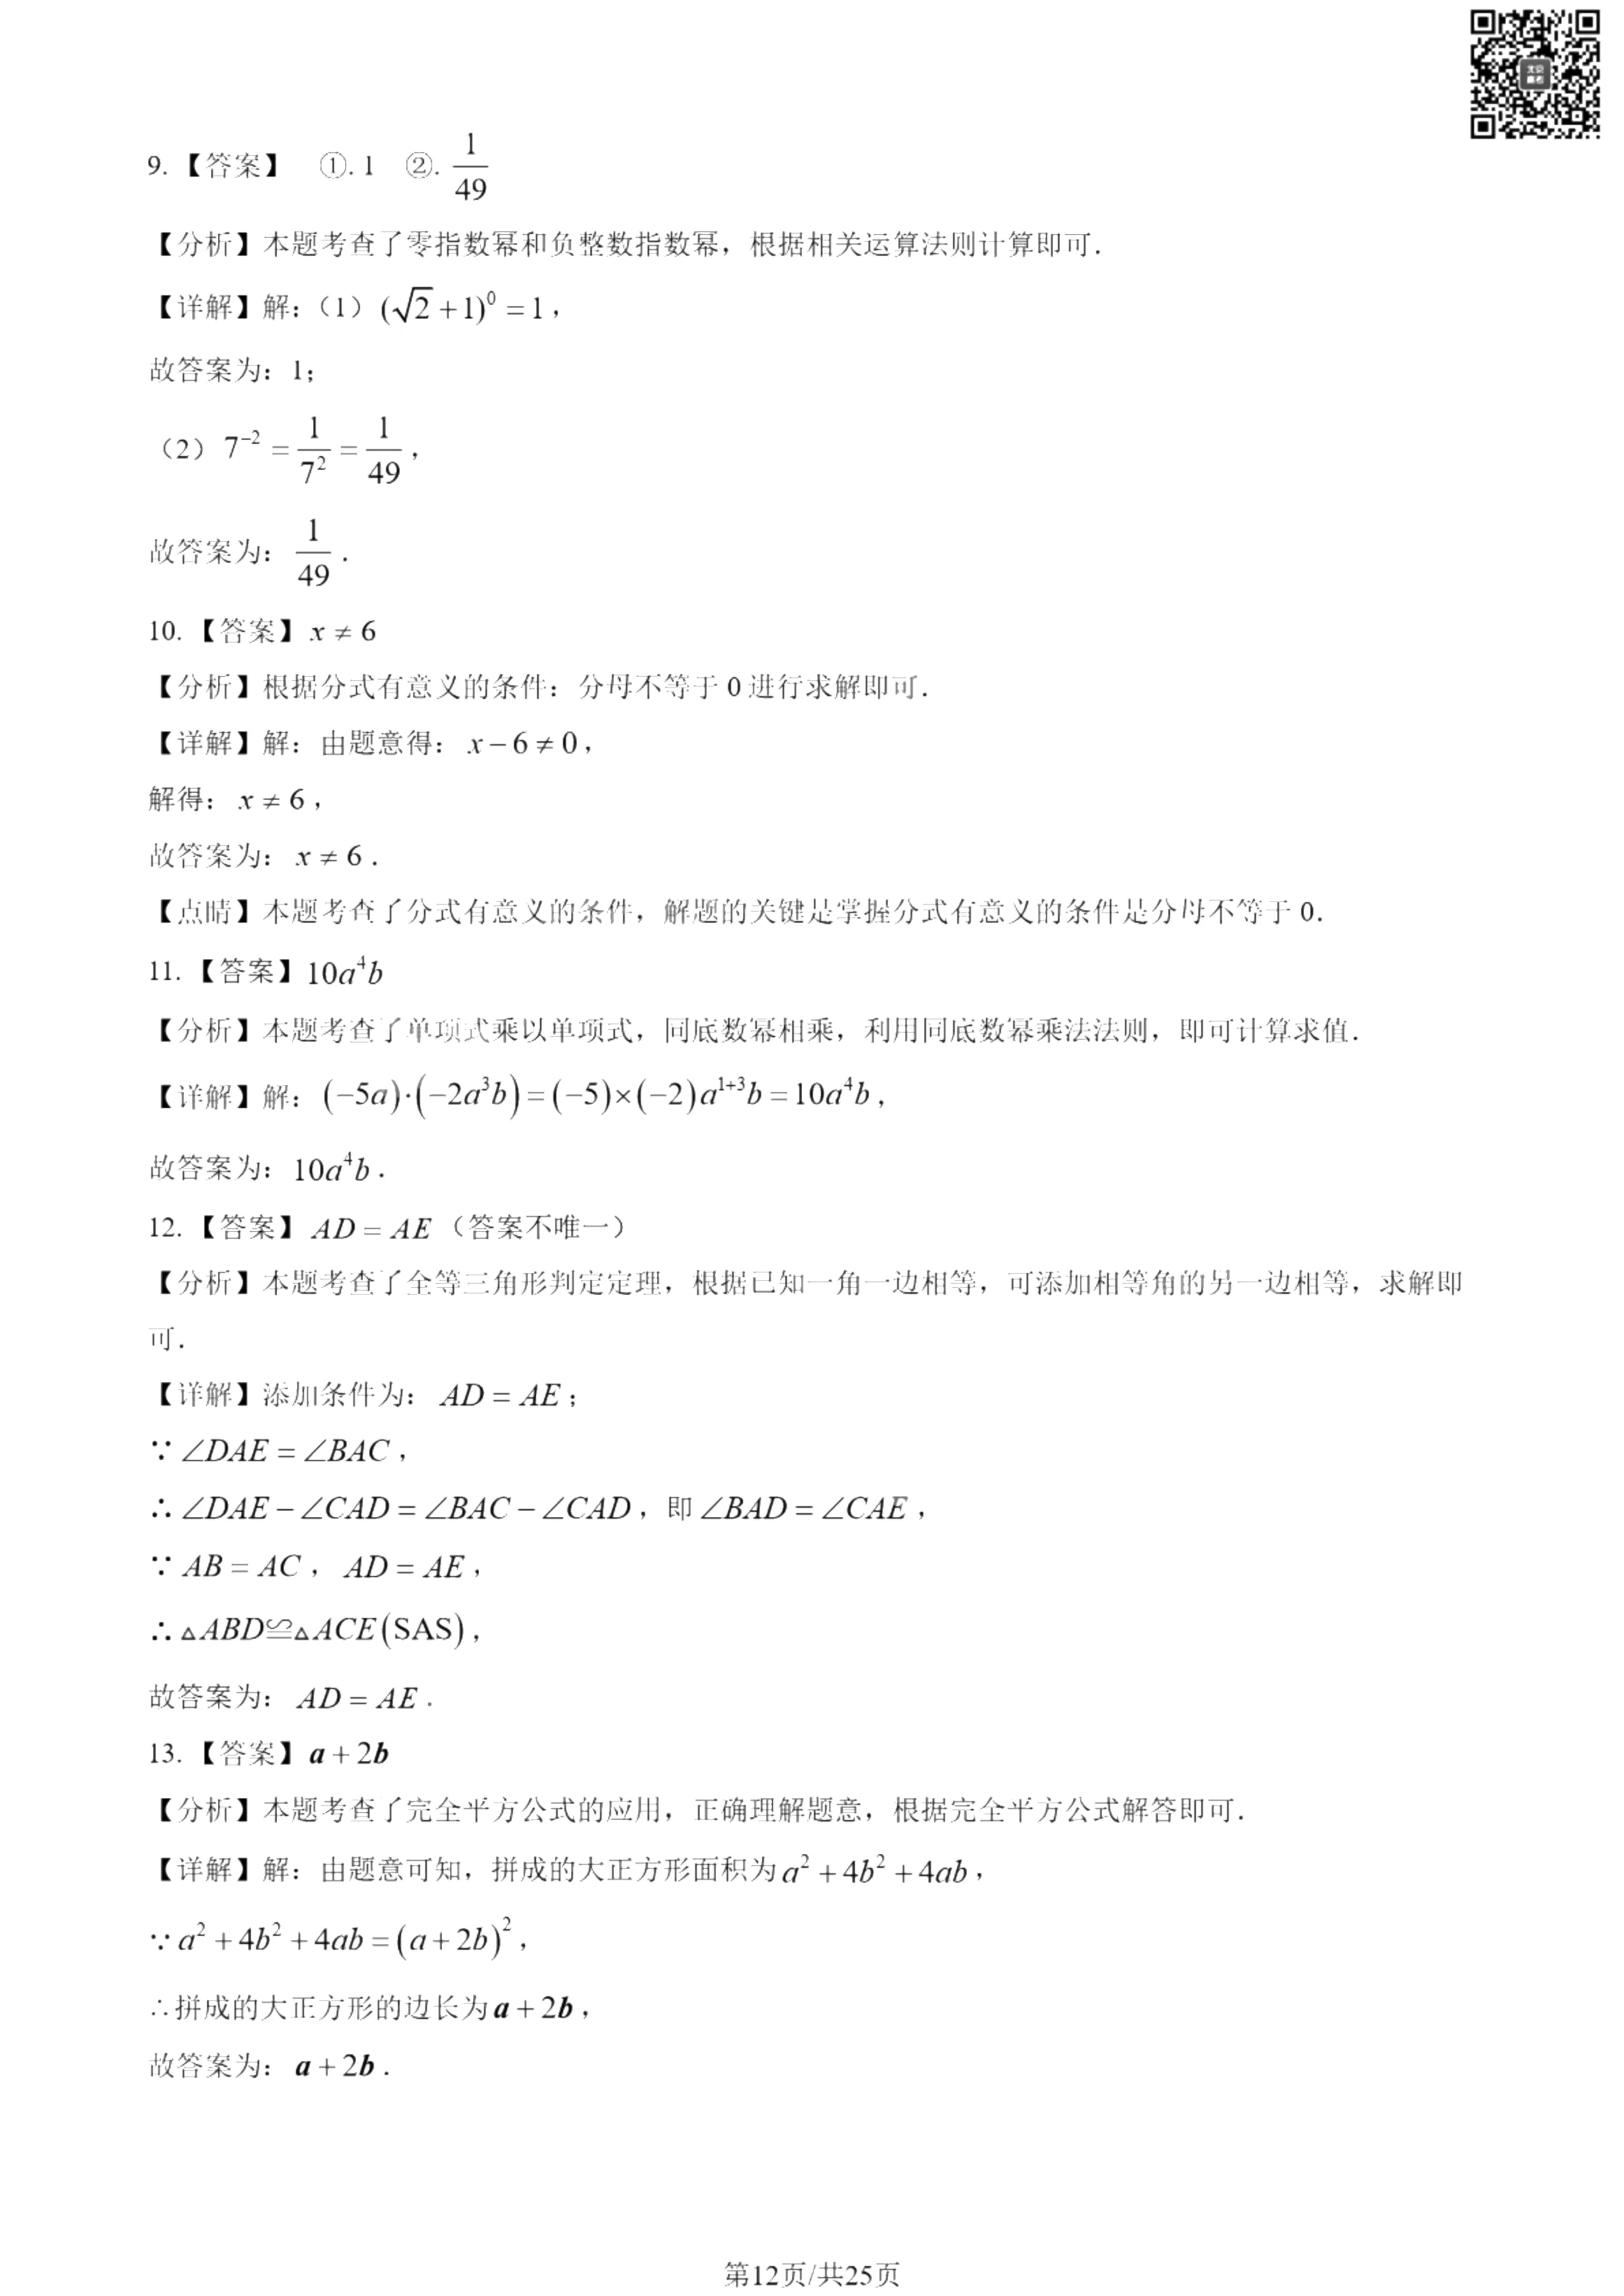 9. 【答案】 ①. 1 ②. 1/49
【分析】本题考查了零指数幂和负整数指数幂，根据相关运算法则计算即可．
【详解】解：（1）(√2+1)⁰=1，
故答案为：1；
（2）7⁻²=1/7²=1/49，
故答案为：1/49．
10. 【答案】x≠6
【分析】根据分式有意义的条件：分母不等于0进行求解即可．
【详解】解：由题意得：x−6≠0，
解得：x≠6，
故答案为：x≠6．
【点睛】本题考查了分式有意义的条件，解题的关键是掌握分式有意义的条件是分母不等于0．
11. 【答案】10a⁴b
【分析】本题考查了单项式乘以单项式，同底数幂相乘，利用同底数幂乘法法则，即可计算求值．
【详解】解：(−5a)·(−2a³b)=(−5)×(−2)a¹⁺³b=10a⁴b，
故答案为：10a⁴b．
12. 【答案】AD=AE（答案不唯一）
【分析】本题考查了全等三角形判定定理，根据已知一角一边相等，可添加相等角的另一边相等，求解即
可．
【详解】添加条件为：AD=AE；
∵∠DAE=∠BAC，
∴∠DAE−∠CAD=∠BAC−∠CAD，即∠BAD=∠CAE，
∵AB=AC，AD=AE，
∴△ABD≌△ACE(SAS)，
故答案为：AD=AE．
13. 【答案】a+2b
【分析】本题考查了完全平方公式的应用，正确理解题意，根据完全平方公式解答即可．
【详解】解：由题意可知，拼成的大正方形面积为a²+4b²+4ab，
∵a²+4b²+4ab=(a+2b)²，
∴拼成的大正方形的边长为a+2b，
故答案为：a+2b．
第12页/共25页